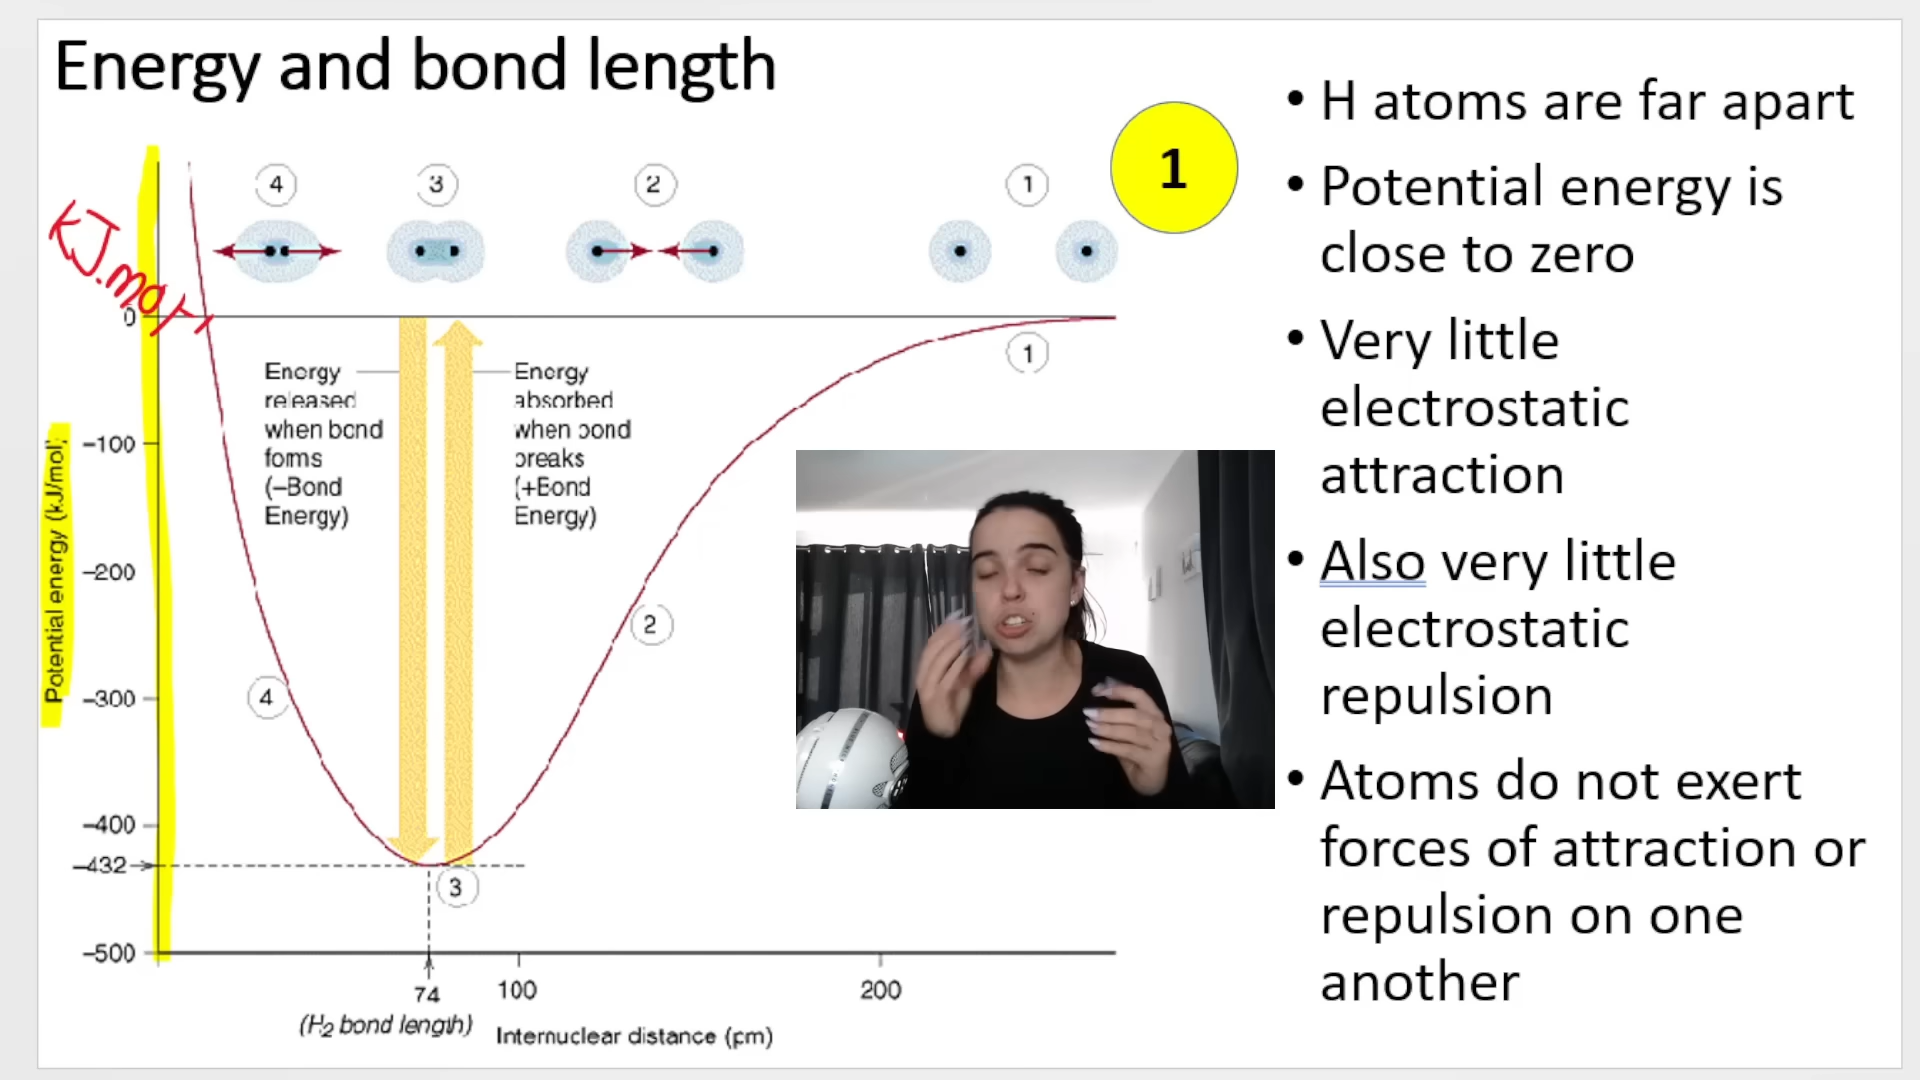 Energy and bond length
1
• H atoms are far apart
• Potential energy is
close to zero
• Very little
electrostatic
attraction
• Also very little
electrostatic
repulsion
• Atoms do not exert
forces of attraction or
repulsion on one
another
4
3
2
1
kJ.mol⁻¹
0
−100
−200
−300
−400
−432
−500
Potential energy (kJ/mol)
Energy
released
when bond
forms
(−Bond
Energy)
Energy
absorbed
when bond
breaks
(+Bond
Energy)
1
2
4
3
74
100
200
(H₂ bond length)
Internuclear distance (pm)